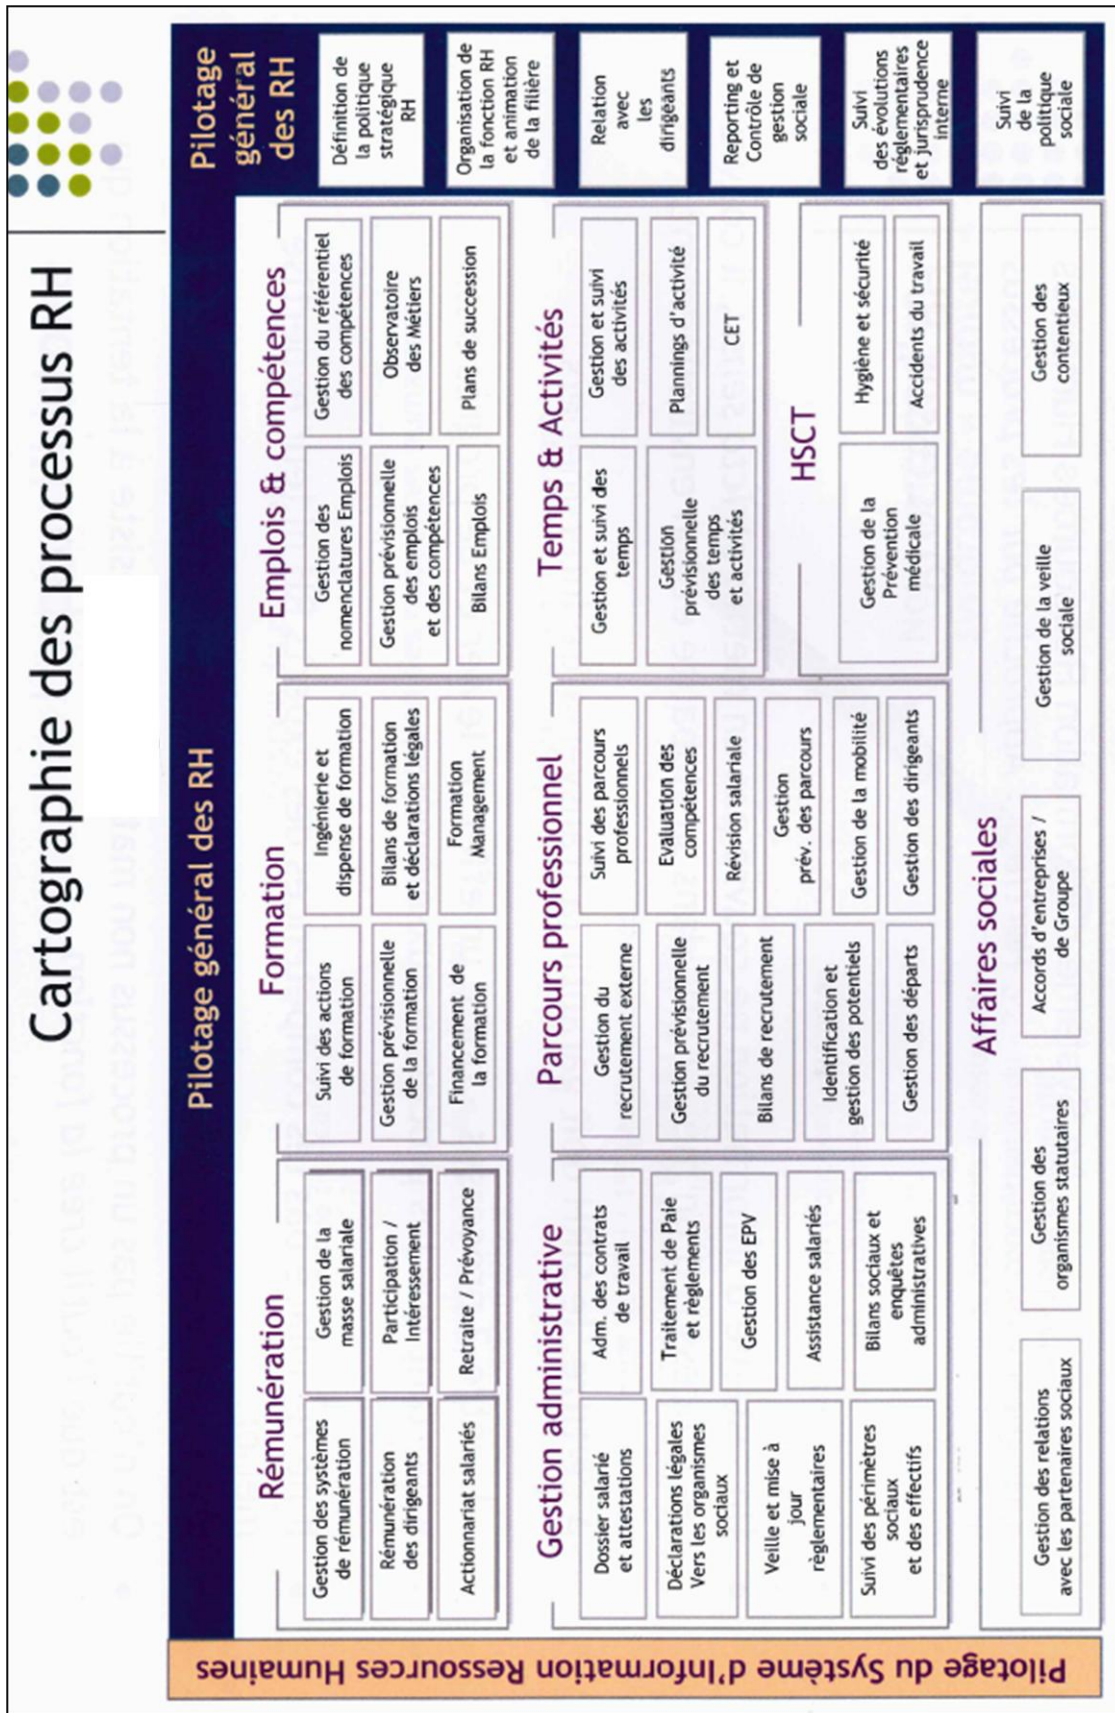 Cartographie des processus RH
Pilotage général des RH
Pilotage
général
des RH
Rémunération
Gestion des systèmes
de rémunération
Gestion de la
masse salariale
Rémunération
des dirigeants
Participation /
Intéressement
Actionnariat salariés
Retraite / Prévoyance
Formation
Suivi des actions
de formation
Ingénierie et
dispense de formation
Gestion prévisionnelle
de la formation
Bilans de formation
et déclarations légales
Financement de
la formation
Formation
Management
Emplois & compétences
Gestion des
nomenclatures Emplois
Gestion du référentiel
des compétences
Gestion prévisionnelle
des emplois
et des compétences
Observatoire
des Métiers
Bilans Emplois
Plans de succession
Définition de
la politique
stratégique
RH
Organisation de
la fonction RH
et animation
de la filière
Relation
avec
les
dirigeants
Reporting et
Contrôle de
gestion
sociale
Suivi
des évolutions
réglementaires
et jurisprudence
interne
Suivi
de la
politique
sociale
Gestion administrative
Dossier salarié
et attestations
Adm. des contrats
de travail
Déclarations légales
Vers les organismes
sociaux
Traitement de Paie
et règlements
Gestion des EPV
Veille et mise à
jour
règlementaires
Assistance salariés
Suivi des périmètres
sociaux
et des effectifs
Bilans sociaux et
enquêtes
administratives
Parcours professionnel
Gestion du
recrutement externe
Suivi des parcours
professionnels
Gestion prévisionnelle
du recrutement
Evaluation des
compétences
Bilans de recrutement
Révision salariale
Gestion
prév. des parcours
Identification et
gestion des potentiels
Gestion de la mobilité
Gestion des départs
Gestion des dirigeants
Temps & Activités
Gestion et suivi des
temps
Gestion et suivi
des activités
Gestion
prévisionnelle
des temps
et activités
Plannings d'activité
CET
HSCT
Gestion de la
Prévention
médicale
Hygiène et sécurité
Accidents du travail
Affaires sociales
Gestion des relations
avec les partenaires sociaux
Gestion des
organismes statutaires
Accords d'entreprises /
de Groupe
Gestion de la veille
sociale
Gestion des
contentieux
Pilotage du Système d'Information Ressources Humaines